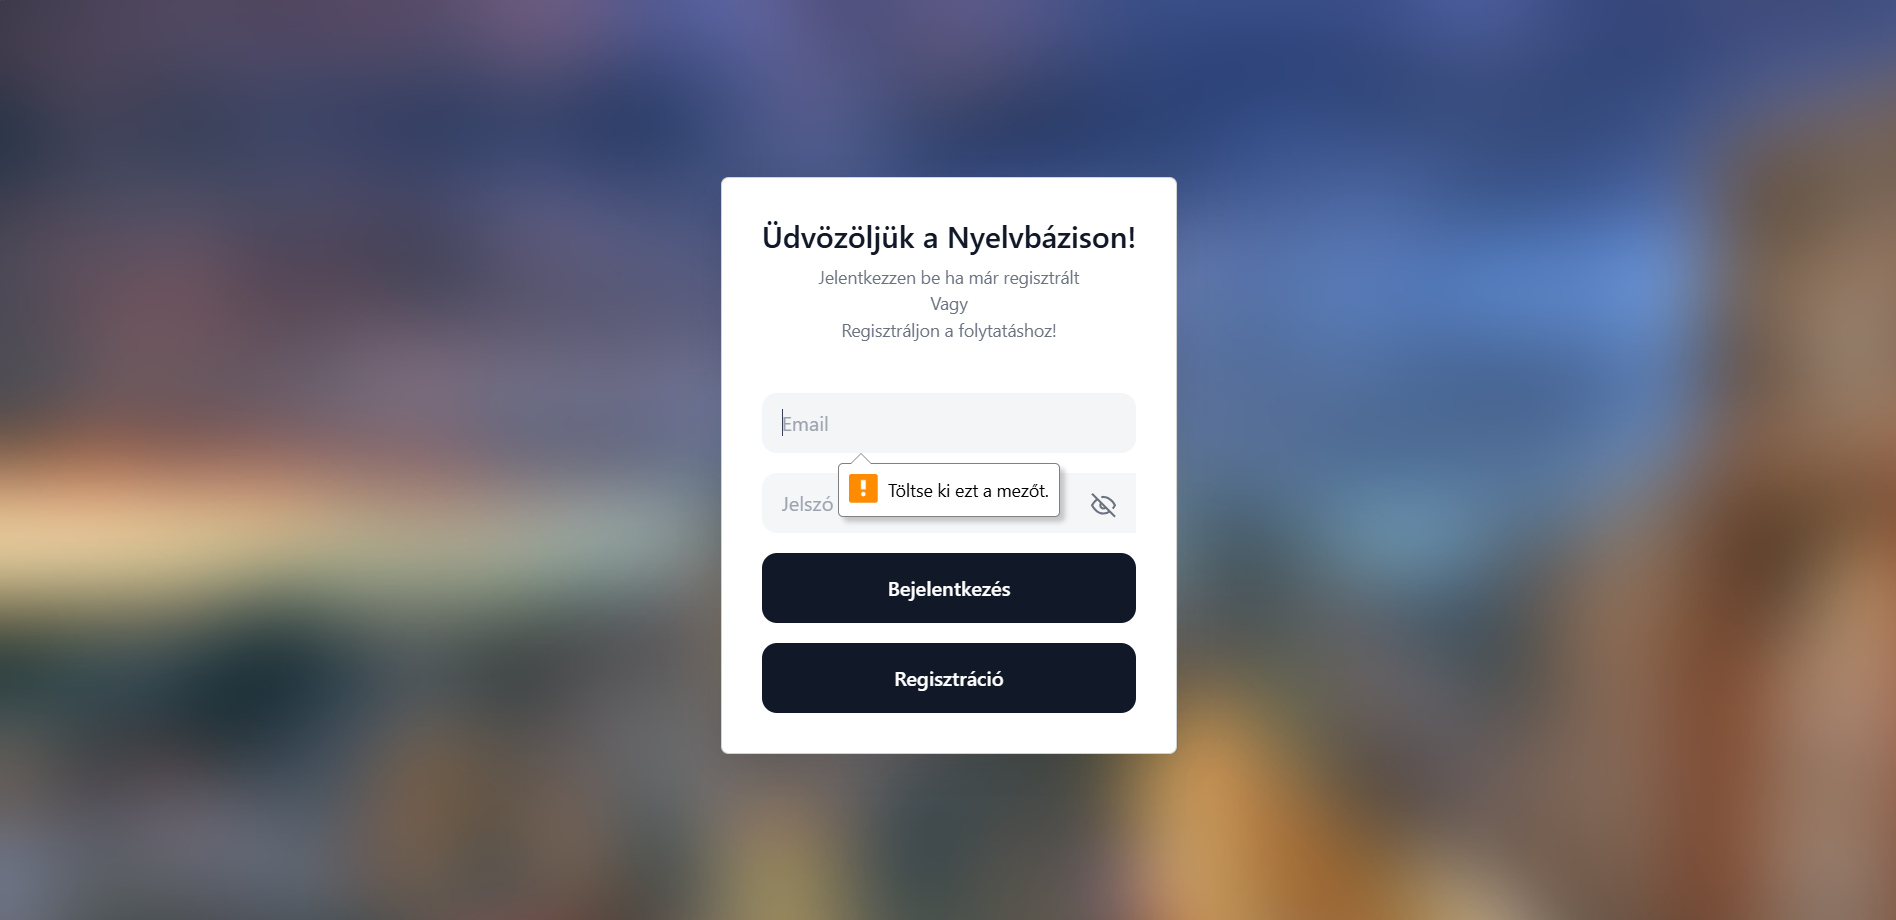 Üdvözöljük a Nyelvbázison!
Jelentkezzen be ha már regisztrált
Vagy
Regisztráljon a folytatáshoz!
Email
Töltse ki ezt a mezőt.
Jelszó
Bejelentkezés
Regisztráció